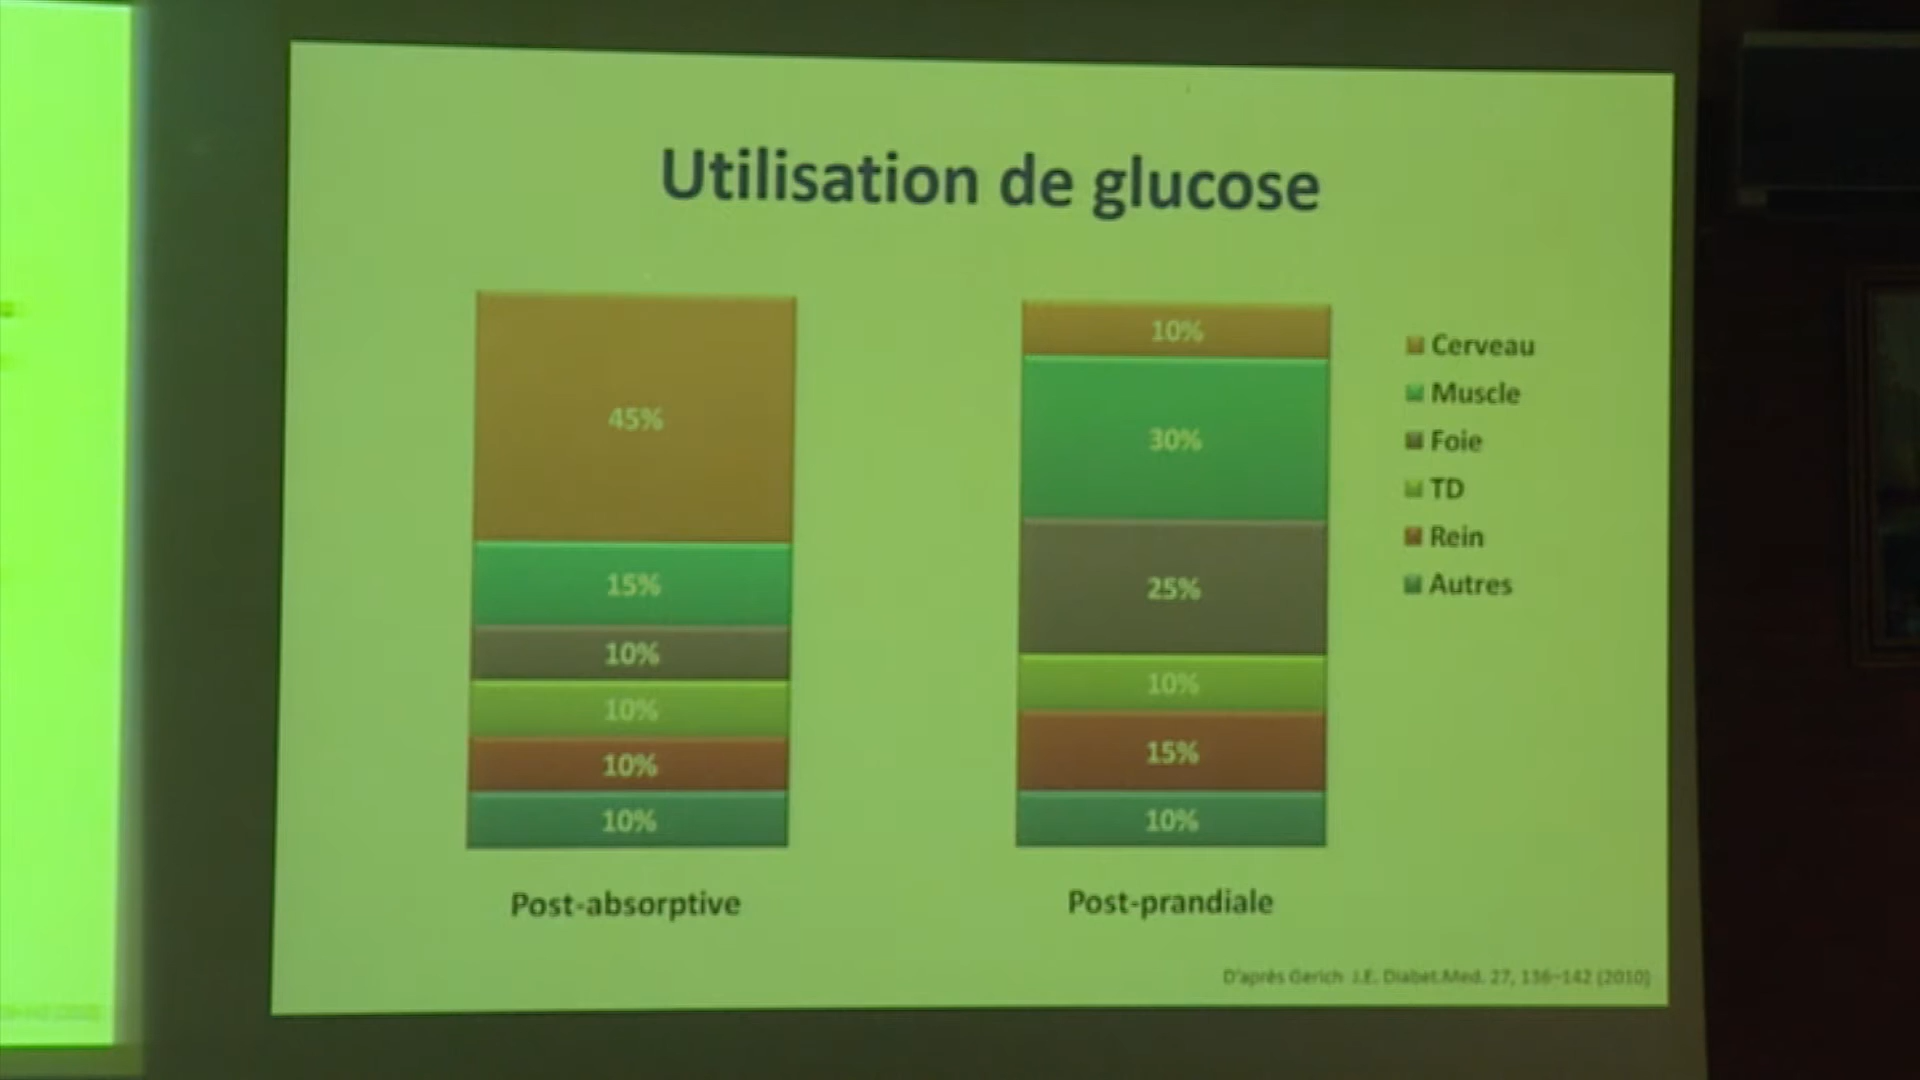 Utilisation de glucose
45%
15%
10%
10%
10%
10%
Post-absorptive
10%
30%
25%
10%
15%
10%
Post-prandiale
Cerveau
Muscle
Foie
TD
Rein
Autres
D'après Gerich J.E. Diabet.Med. 27, 136–142 (2010)